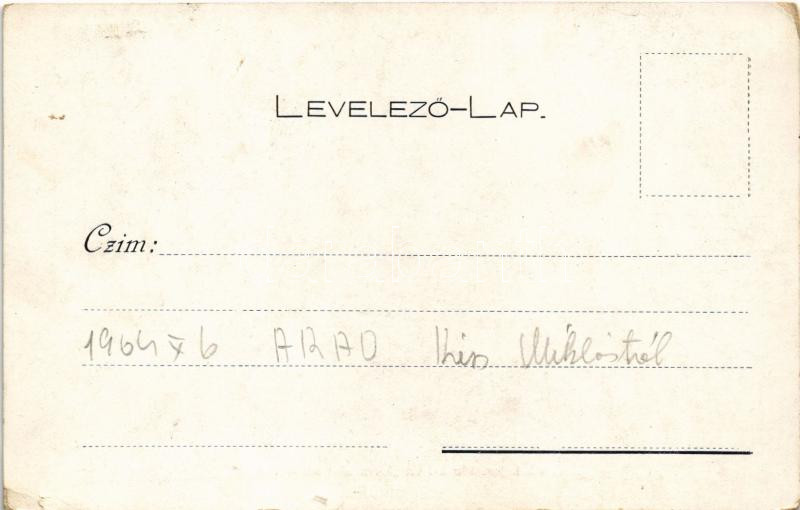 LEVELEZŐ-LAP.
Czim:
1964 X 6 ARAD Kiss Miklóstól